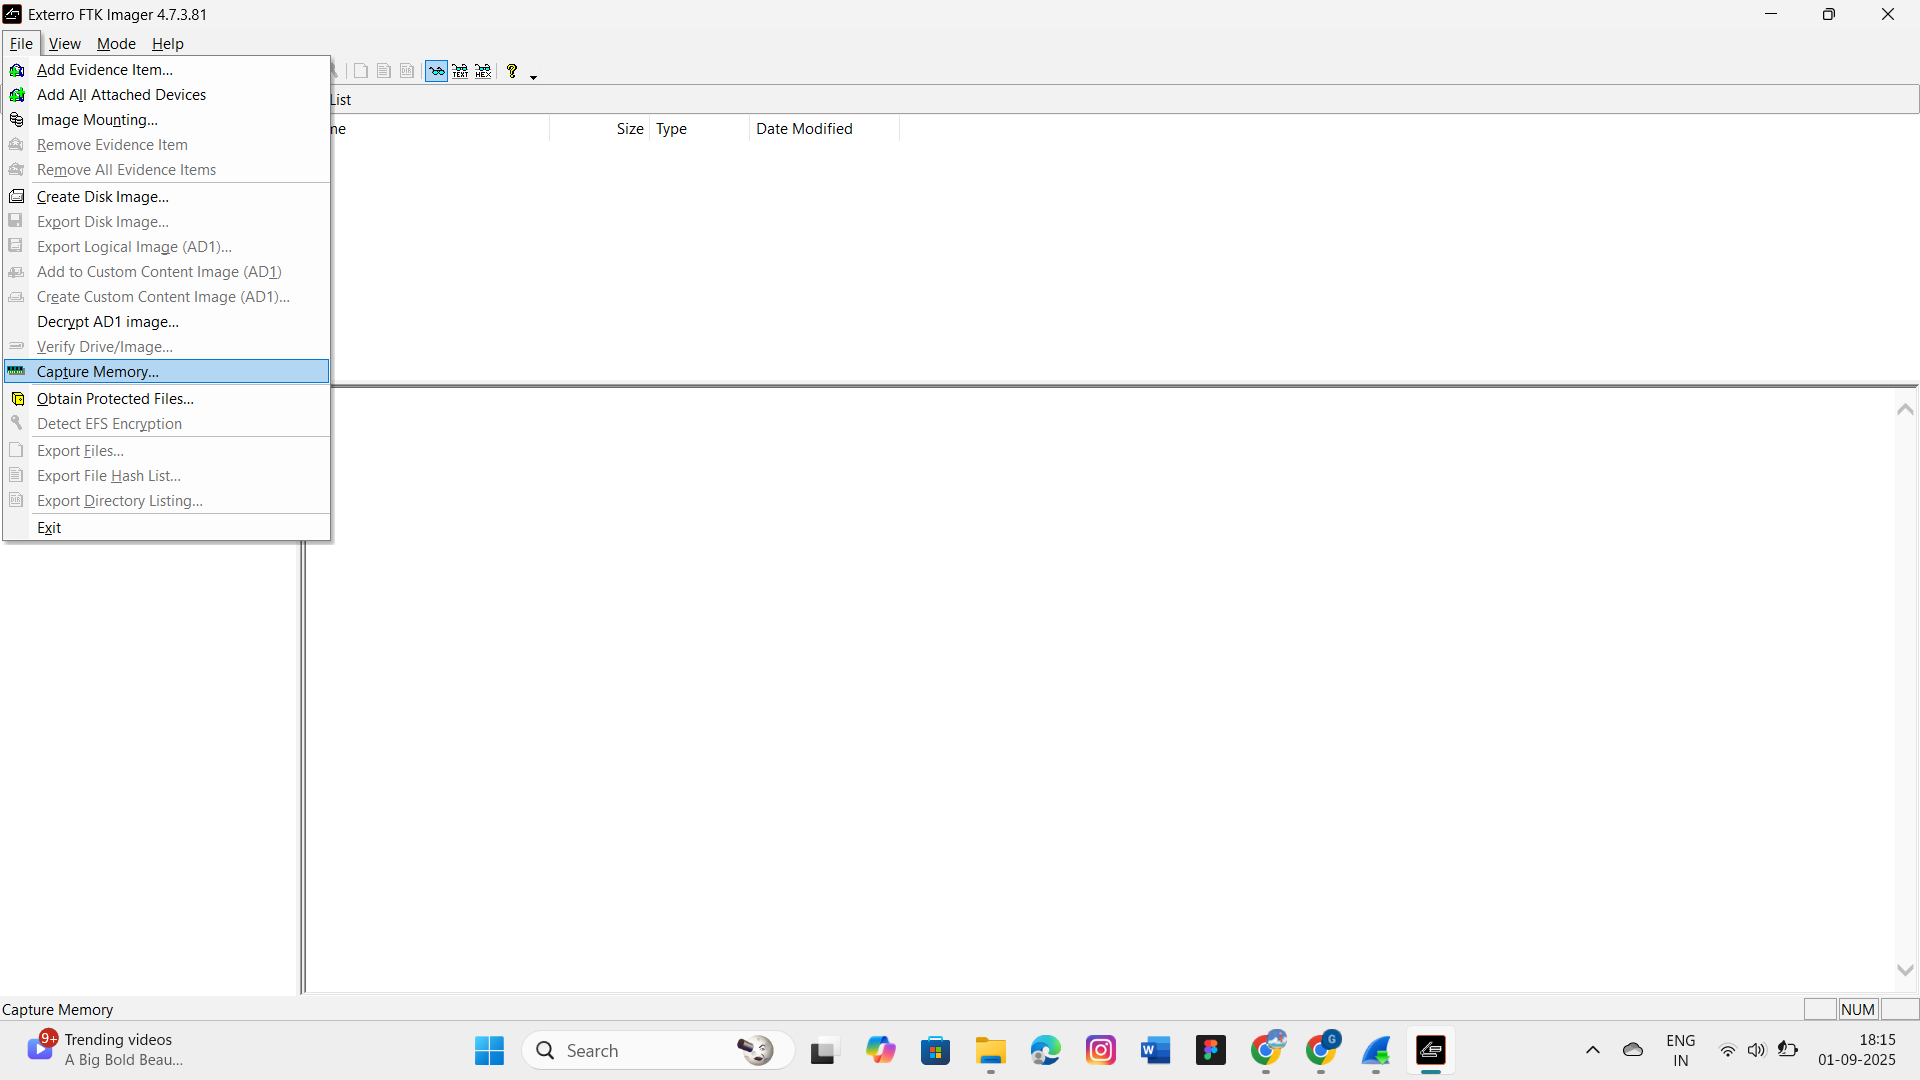 Exterro FTK Imager 4.7.3.81
File View Mode Help
Add Evidence Item...
Add All Attached Devices
Image Mounting...
Remove Evidence Item
Remove All Evidence Items
Create Disk Image...
Export Disk Image...
Export Logical Image (AD1)...
Add to Custom Content Image (AD1)
Create Custom Content Image (AD1)...
Decrypt AD1 image...
Verify Drive/Image...
Capture Memory...
Obtain Protected Files...
Detect EFS Encryption
Export Files...
Export File Hash List...
Export Directory Listing...
Exit
TEXT HEX ?
List
me Size Type Date Modified
Capture Memory
NUM
9+ Trending videos
A Big Bold Beau...
Search
G
ENG
IN
18:15
01-09-2025